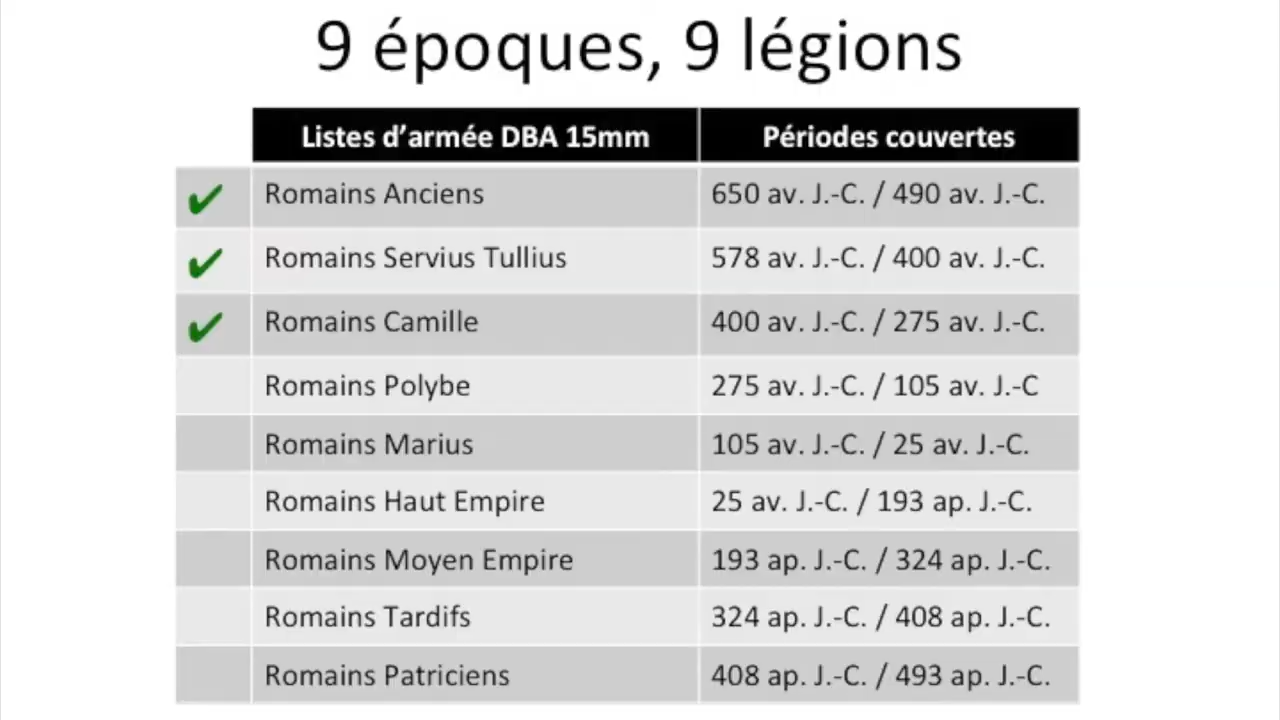 9 époques, 9 légions
Listes d’armée DBA 15mm Périodes couvertes
✔ Romains Anciens 650 av. J.-C. / 490 av. J.-C.
✔ Romains Servius Tullius 578 av. J.-C. / 400 av. J.-C.
✔ Romains Camille 400 av. J.-C. / 275 av. J.-C.
Romains Polybe 275 av. J.-C. / 105 av. J.-C
Romains Marius 105 av. J.-C. / 25 av. J.-C.
Romains Haut Empire 25 av. J.-C. / 193 ap. J.-C.
Romains Moyen Empire 193 ap. J.-C. / 324 ap. J.-C.
Romains Tardifs 324 ap. J.-C. / 408 ap. J.-C.
Romains Patriciens 408 ap. J.-C. / 493 ap. J.-C.